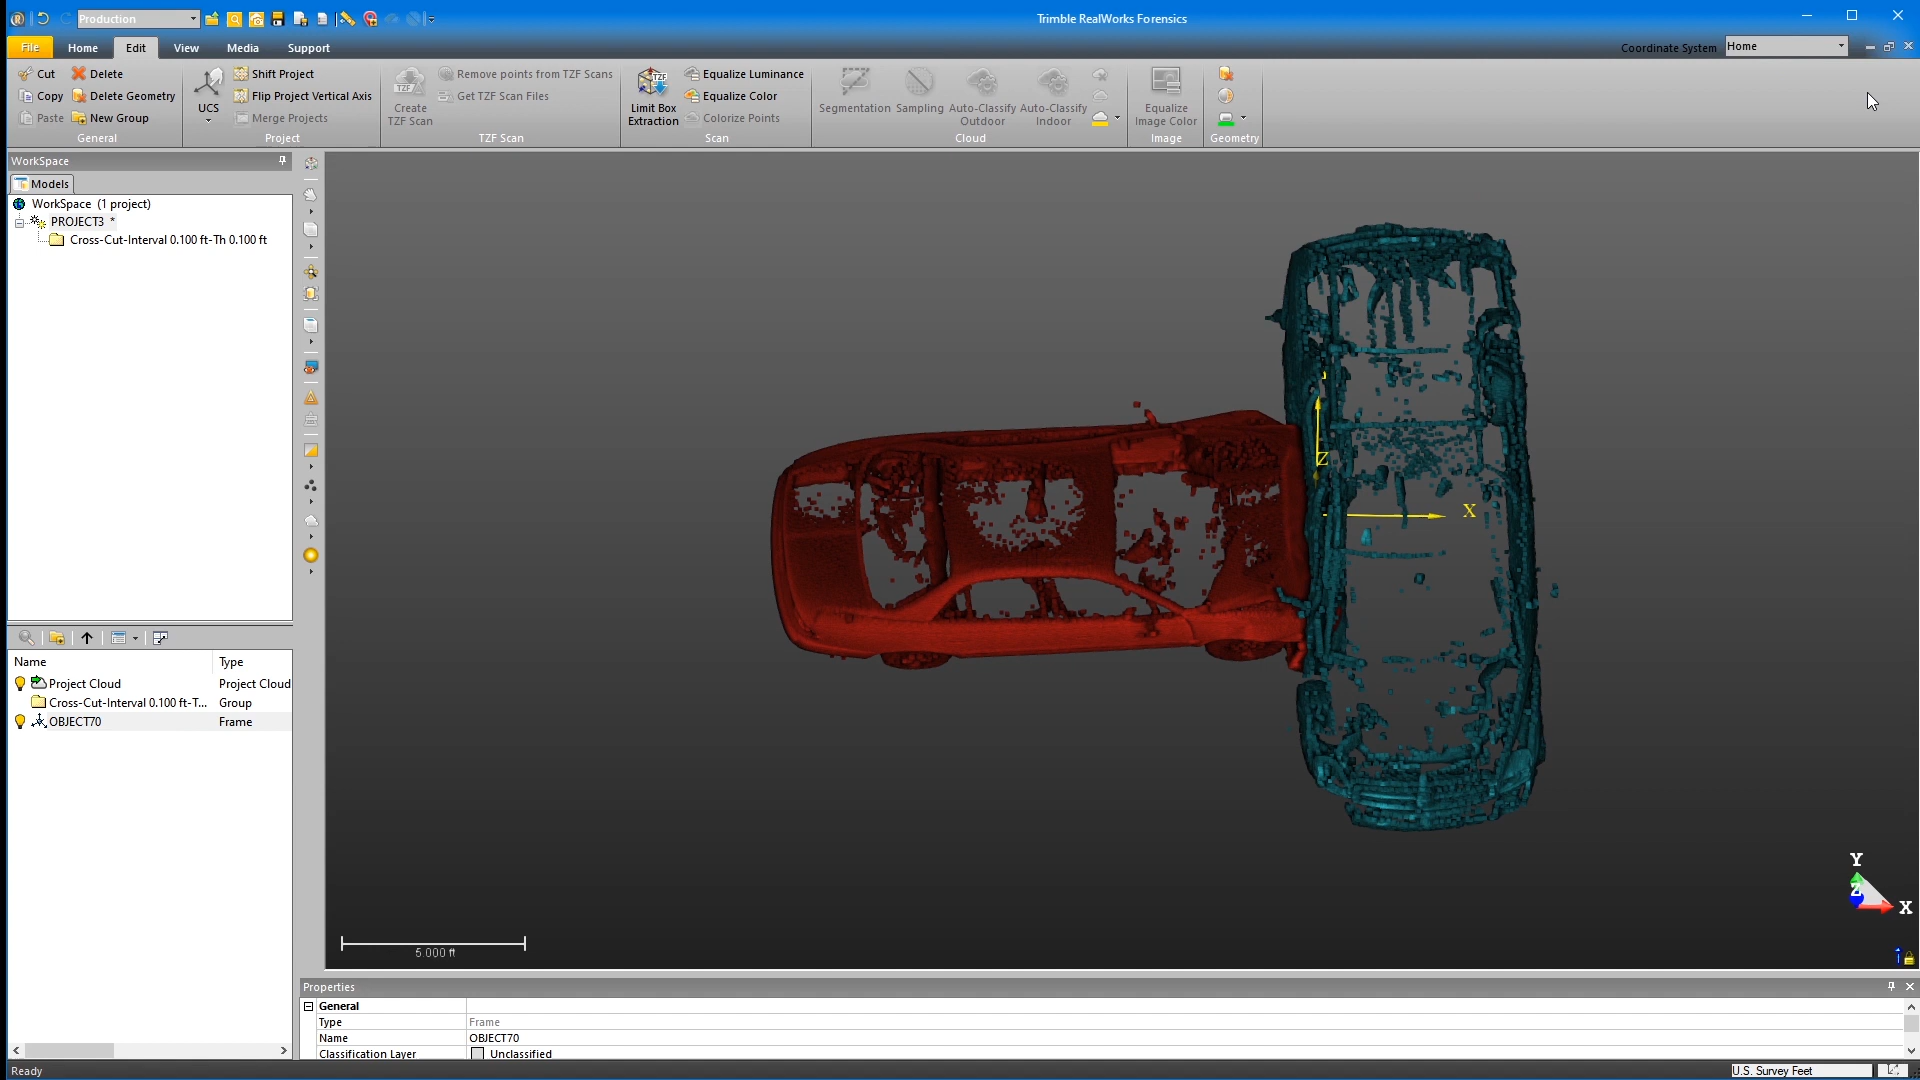 Production
Trimble RealWorks Forensics
File
Home
Edit
View
Media
Support
Coordinate System
Home
Cut
Copy
Paste
Delete
Delete Geometry
New Group
General
UCS
Shift Project
Flip Project Vertical Axis
Merge Projects
Project
TZF
Create
TZF Scan
Remove points from TZF Scans
Get TZF Scan Files
TZF Scan
TZF
Limit Box
Extraction
Equalize Luminance
Equalize Color
Colorize Points
Scan
Segmentation
Sampling
Auto-Classify
Outdoor
Auto-Classify
Indoor
Cloud
Equalize
Image Color
Image
Geometry
WorkSpace
Models
WorkSpace (1 project)
PROJECT3 *
Cross-Cut-Interval 0.100 ft-Th 0.100 ft
Name
Type
Project Cloud
Project Cloud
Cross-Cut-Interval 0.100 ft-T...
Group
OBJECT70
Frame
Z
X
Y
Z
X
5.000 ft
Properties
General
Type
Frame
Name
OBJECT70
Classification Layer
Unclassified
Ready
U.S. Survey Feet